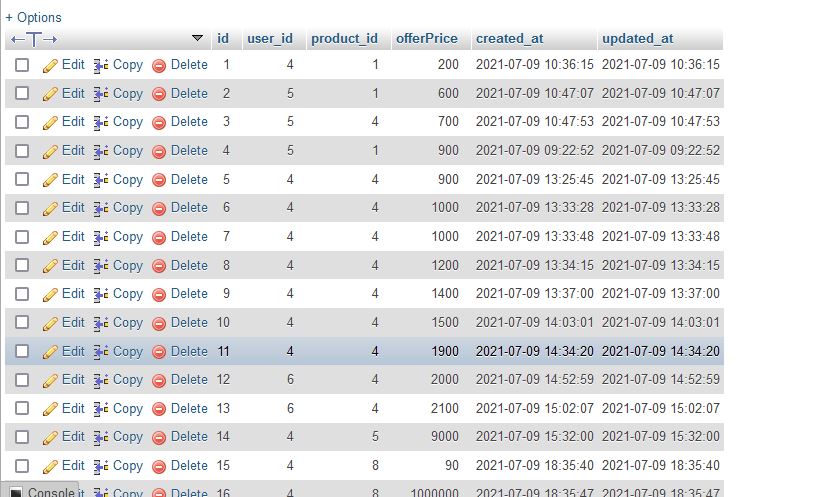 + Options
←T→ id user_id product_id offerPrice created_at updated_at
Edit Copy Delete 1 4 1 200 2021-07-09 10:36:15 2021-07-09 10:36:15
Edit Copy Delete 2 5 1 600 2021-07-09 10:47:07 2021-07-09 10:47:07
Edit Copy Delete 3 5 4 700 2021-07-09 10:47:53 2021-07-09 10:47:53
Edit Copy Delete 4 5 1 900 2021-07-09 09:22:52 2021-07-09 09:22:52
Edit Copy Delete 5 4 4 900 2021-07-09 13:25:45 2021-07-09 13:25:45
Edit Copy Delete 6 4 4 1000 2021-07-09 13:33:28 2021-07-09 13:33:28
Edit Copy Delete 7 4 4 1000 2021-07-09 13:33:48 2021-07-09 13:33:48
Edit Copy Delete 8 4 4 1200 2021-07-09 13:34:15 2021-07-09 13:34:15
Edit Copy Delete 9 4 4 1400 2021-07-09 13:37:00 2021-07-09 13:37:00
Edit Copy Delete 10 4 4 1500 2021-07-09 14:03:01 2021-07-09 14:03:01
Edit Copy Delete 11 4 4 1900 2021-07-09 14:34:20 2021-07-09 14:34:20
Edit Copy Delete 12 6 4 2000 2021-07-09 14:52:59 2021-07-09 14:52:59
Edit Copy Delete 13 6 4 2100 2021-07-09 15:02:07 2021-07-09 15:02:07
Edit Copy Delete 14 4 5 9000 2021-07-09 15:32:00 2021-07-09 15:32:00
Edit Copy Delete 15 4 8 90 2021-07-09 18:35:40 2021-07-09 18:35:40
Console Copy Delete 16 4 8 1000000 2021-07-09 18:35:47 2021-07-09 18:35:47